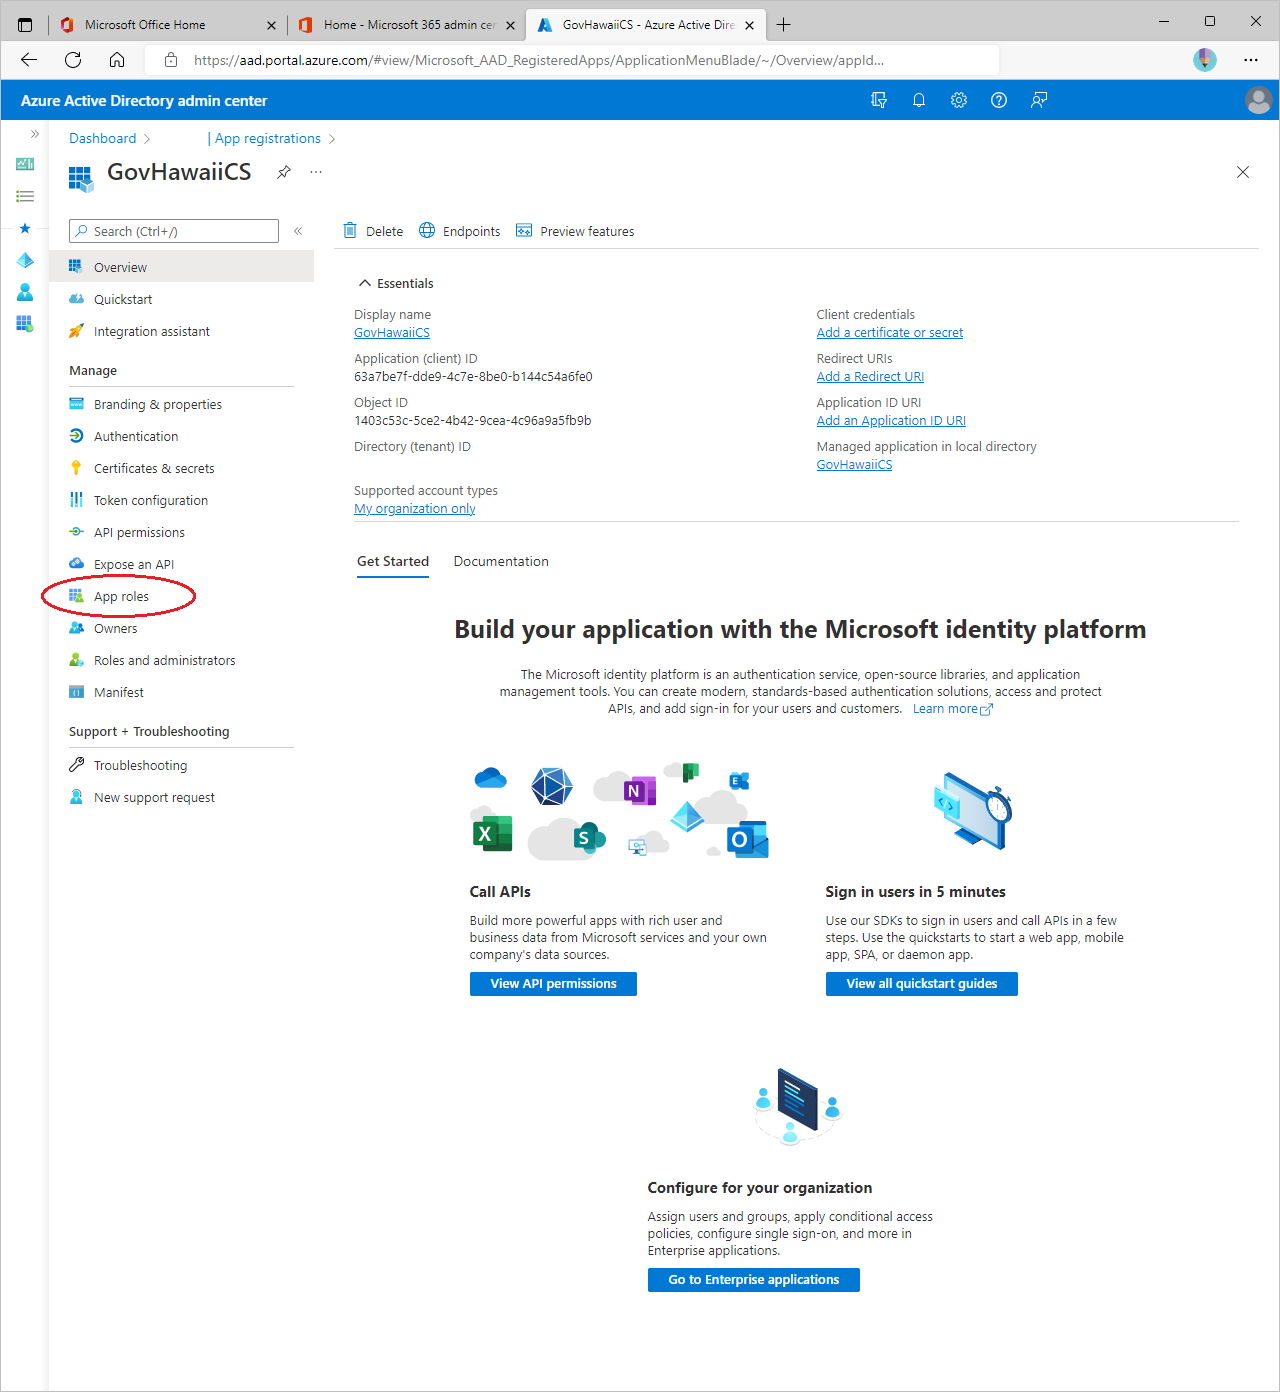 Microsoft Office Home
Home - Microsoft 365 admin cen
GovHawaiiCS - Azure Active Dire
https://aad.portal.azure.com/#view/Microsoft_AAD_RegisteredApps/ApplicationMenuBlade/~/Overview/appId...
Azure Active Directory admin center
Dashboard > | App registrations >
GovHawaiiCS
Search (Ctrl+/)
Overview
Quickstart
Integration assistant
Manage
Branding & properties
Authentication
Certificates & secrets
Token configuration
API permissions
Expose an API
App roles
Owners
Roles and administrators
Manifest
Support + Troubleshooting
Troubleshooting
New support request
Delete
Endpoints
Preview features
Essentials
Display name
GovHawaiiCS
Application (client) ID
63a7be7f-dde9-4c7e-8be0-b144c54a6fe0
Object ID
1403c53c-5ce2-4b42-9cea-4c96a9a5fb9b
Directory (tenant) ID
Supported account types
My organization only
Client credentials
Add a certificate or secret
Redirect URIs
Add a Redirect URI
Application ID URI
Add an Application ID URI
Managed application in local directory
GovHawaiiCS
Get Started
Documentation
Build your application with the Microsoft identity platform
The Microsoft identity platform is an authentication service, open-source libraries, and application
management tools. You can create modern, standards-based authentication solutions, access and protect
APIs, and add sign-in for your users and customers. Learn more
N
E
X
S
O
Call APIs
Build more powerful apps with rich user and
business data from Microsoft services and your own
company's data sources.
View API permissions
Sign in users in 5 minutes
Use our SDKs to sign in users and call APIs in a few
steps. Use the quickstarts to start a web app, mobile
app, SPA, or daemon app.
View all quickstart guides
Configure for your organization
Assign users and groups, apply conditional access
policies, configure single sign-on, and more in
Enterprise applications.
Go to Enterprise applications